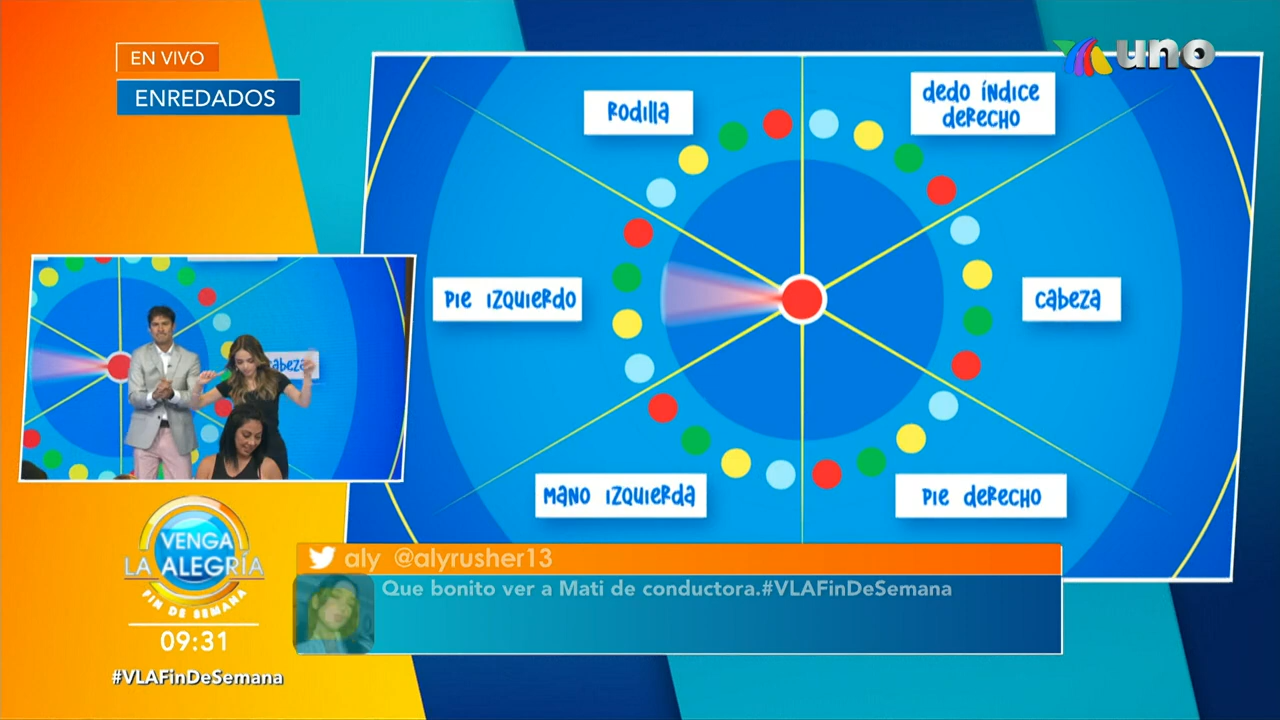 EN VIVO
ENREDADOS
uno
Rodilla
dedo índice
derecho
Pie izquierdo
cabeza
cabeza
Mano izquierda
Pie derecho
VENGA
LA ALEGRÍA
FIN DE SEMANA
09:31
#VLAFinDeSemana
aly @alyrusher13
Que bonito ver a Mati de conductora.#VLAFinDeSemana